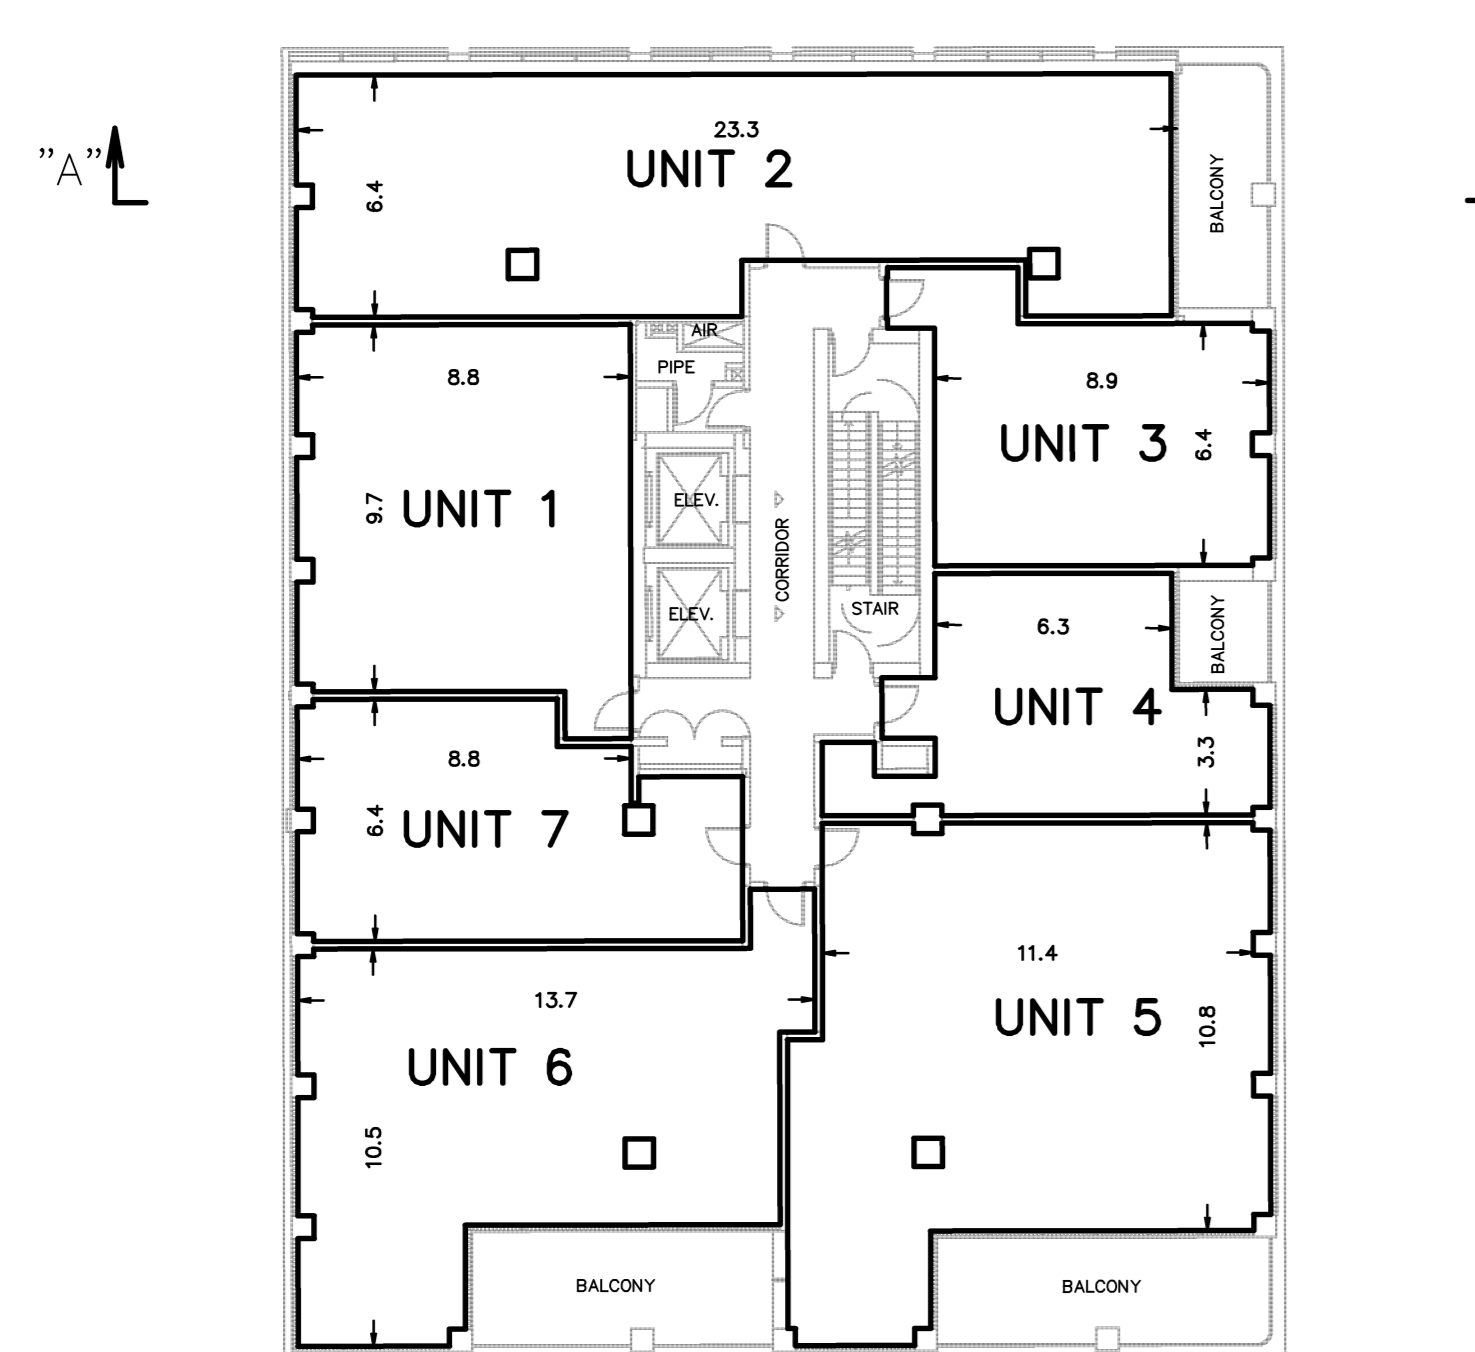 "A"
23.3
UNIT 2
6.4
BALCONY
AIR
PIPE
8.8
8.9
UNIT 3
6.4
9.7
UNIT 1
ELEV.
CORRIDOR
ELEV.
STAIR
6.3
BALCONY
UNIT 4
3.3
8.8
6.4
UNIT 7
11.4
13.7
UNIT 5
10.8
UNIT 6
10.5
BALCONY
BALCONY